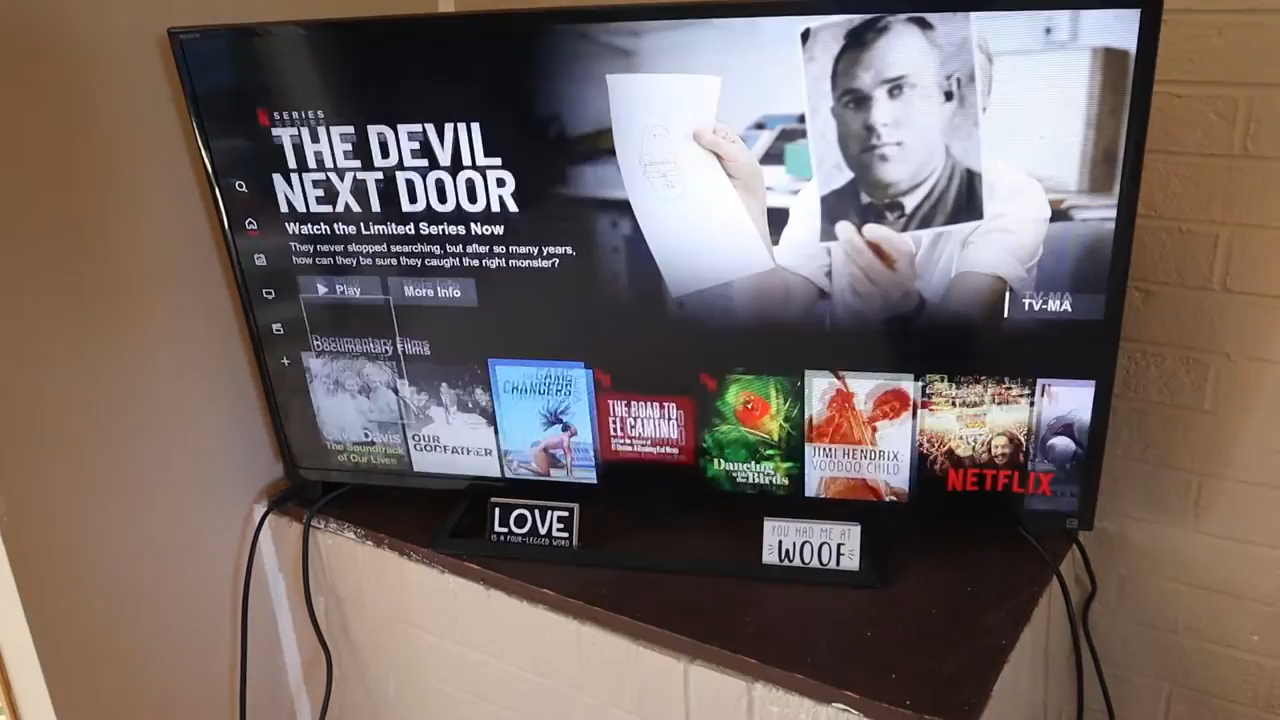 SERIES
THE DEVIL
NEXT DOOR
Watch the Limited Series Now
They never stopped searching, but after so many years,
how can they be sure they caught the right monster?
Play
More Info
TV-MA
Documentary Films
Davis
The Soundtrack
of Our Lives
OUR
GODFATHER
THE GAME
CHANGERS
THE ROAD TO
EL CAMINO
Dancing
with the Birds
JIMI HENDRIX:
VOODOO CHILD
NETFLIX
LOVE
IS A FOUR-LEGGED WORD
YOU HAD ME AT
WOOF